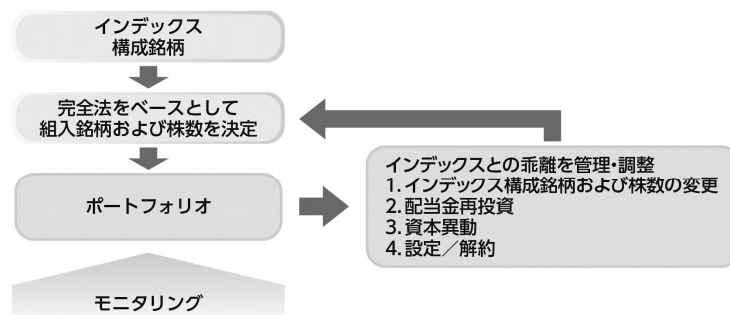 インデックス
構成銘柄
完全法をベースとして
組入銘柄および株数を決定
ポートフォリオ
インデックスとの乖離を管理・調整
1.インデックス構成銘柄および株数の変更
2.配当金再投資
3.資本異動
4.設定／解約
モニタリング